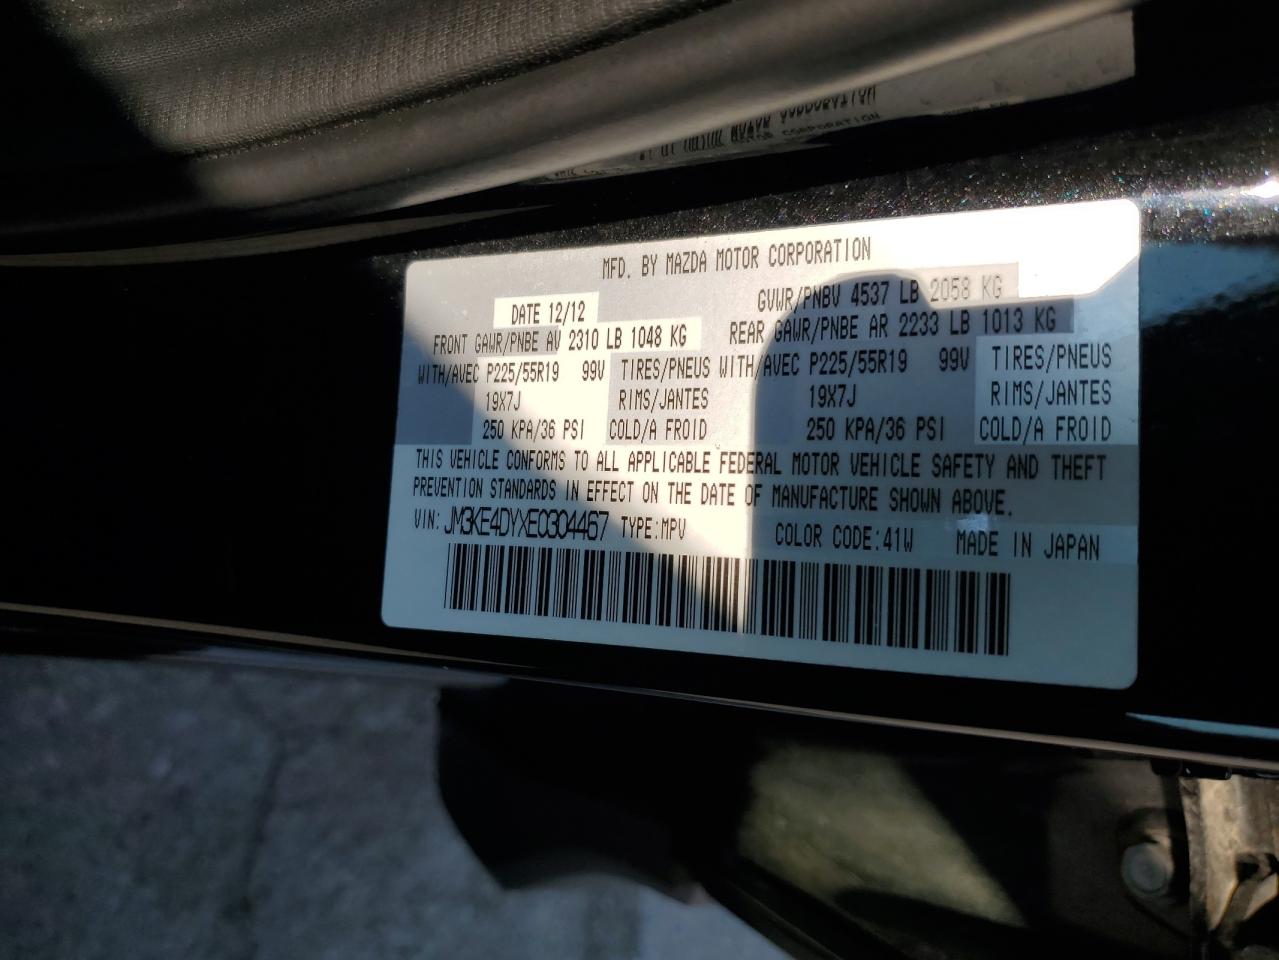 MOTOR CORPORATION
MFD. BY MAZDA MOTOR CORPORATION
DATE 12/12 GVWR/PNBV 4537 LB 2058 KG
FRONT GAWR/PNBE AV 2310 LB 1048 KG REAR GAWR/PNBE AR 2233 LB 1013 KG
WITH/AVEC P225/55R19 99V TIRES/PNEUS WITH/AVEC P225/55R19 99V TIRES/PNEUS
19X7J RIMS/JANTES 19X7J RIMS/JANTES
250 KPA/36 PSI COLD/A FROID 250 KPA/36 PSI COLD/A FROID
THIS VEHICLE CONFORMS TO ALL APPLICABLE FEDERAL MOTOR VEHICLE SAFETY AND THEFT
PREVENTION STANDARDS IN EFFECT ON THE DATE OF MANUFACTURE SHOWN ABOVE.
VIN: JM3KE4DYXE0304467 TYPE:MPV COLOR CODE:41W MADE IN JAPAN